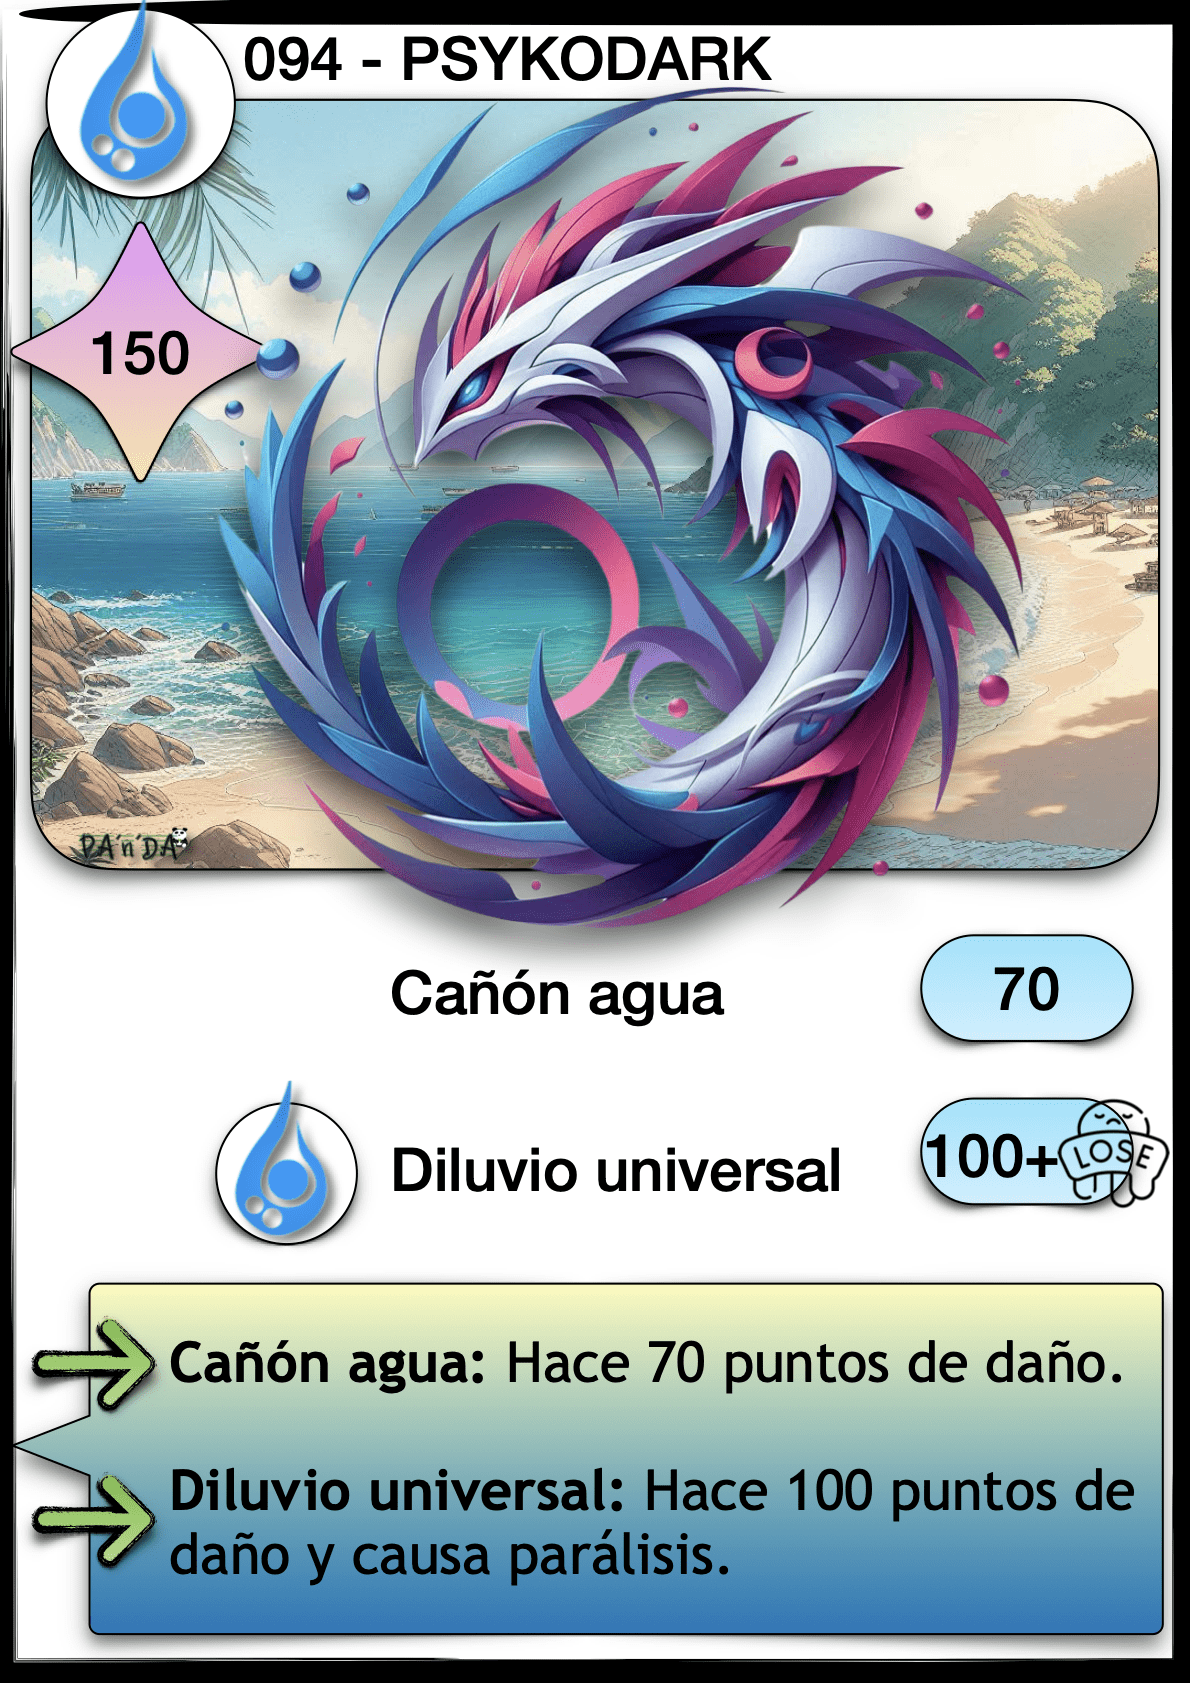 094 - PSYKODARK
150
PA'n'DA
Cañón agua
70
Diluvio universal
100+
LOSE
Cañón agua: Hace 70 puntos de daño.
Diluvio universal: Hace 100 puntos de
daño y causa parálisis.